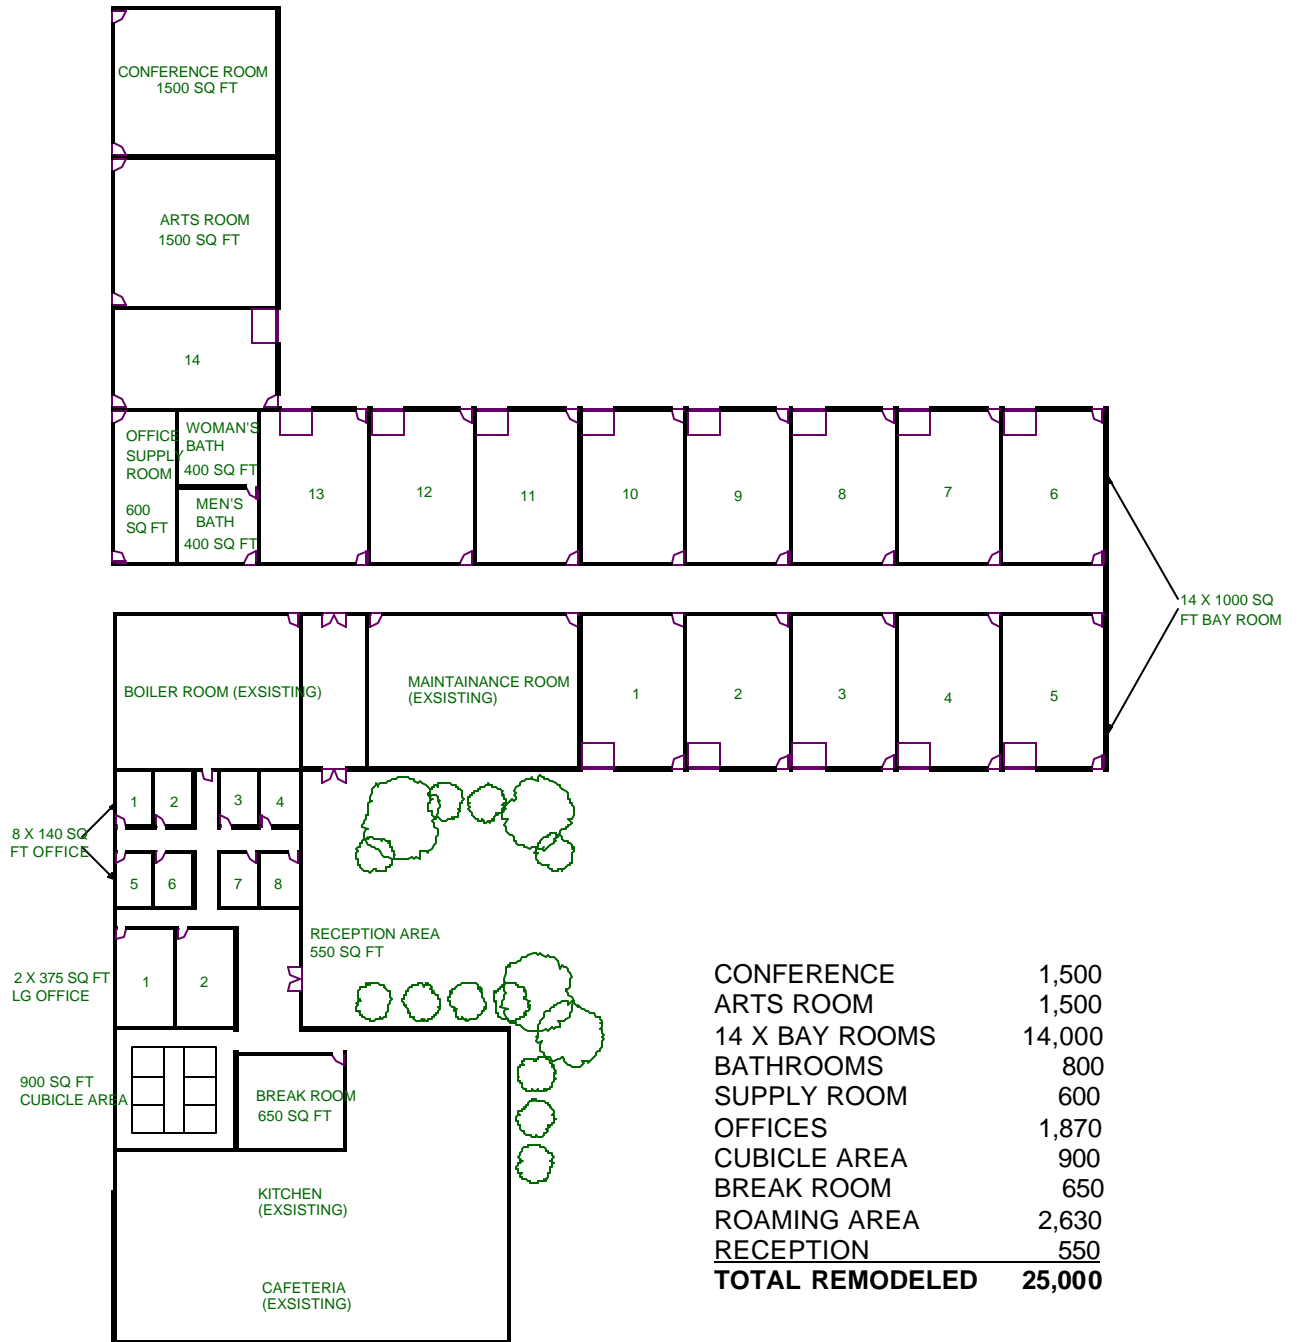 CONFERENCE ROOM
1500 SQ FT
ARTS ROOM
1500 SQ FT
14
OFFICE
SUPPLY
ROOM
600
SQ FT
WOMAN'S
BATH
400 SQ FT
MEN'S
BATH
400 SQ FT
13
12
11
10
9
8
7
6
14 X 1000 SQ
FT BAY ROOM
BOILER ROOM (EXSISTING)
MAINTAINANCE ROOM
(EXSISTING)
1
2
3
4
5
1
2
3
4
8 X 140 SQ
FT OFFICE
5
6
7
8
RECEPTION AREA
550 SQ FT
2 X 375 SQ FT
LG OFFICE
1
2
900 SQ FT
CUBICLE AREA
BREAK ROOM
650 SQ FT
KITCHEN
(EXSISTING)
CAFETERIA
(EXSISTING)
CONFERENCE 1,500
ARTS ROOM 1,500
14 X BAY ROOMS 14,000
BATHROOMS 800
SUPPLY ROOM 600
OFFICES 1,870
CUBICLE AREA 900
BREAK ROOM 650
ROAMING AREA 2,630
RECEPTION 550
TOTAL REMODELED 25,000